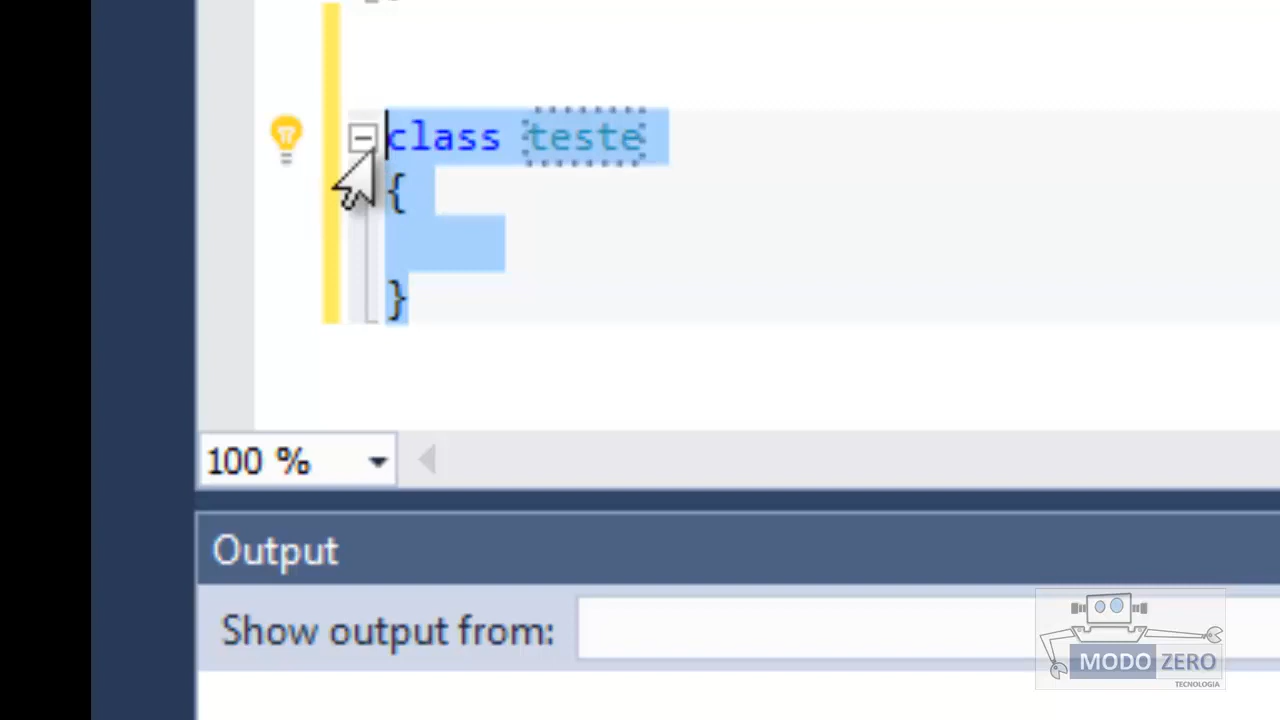 class teste
{
}
100 %
Output
Show output from:
MODO ZERO
TECNOLOGIA